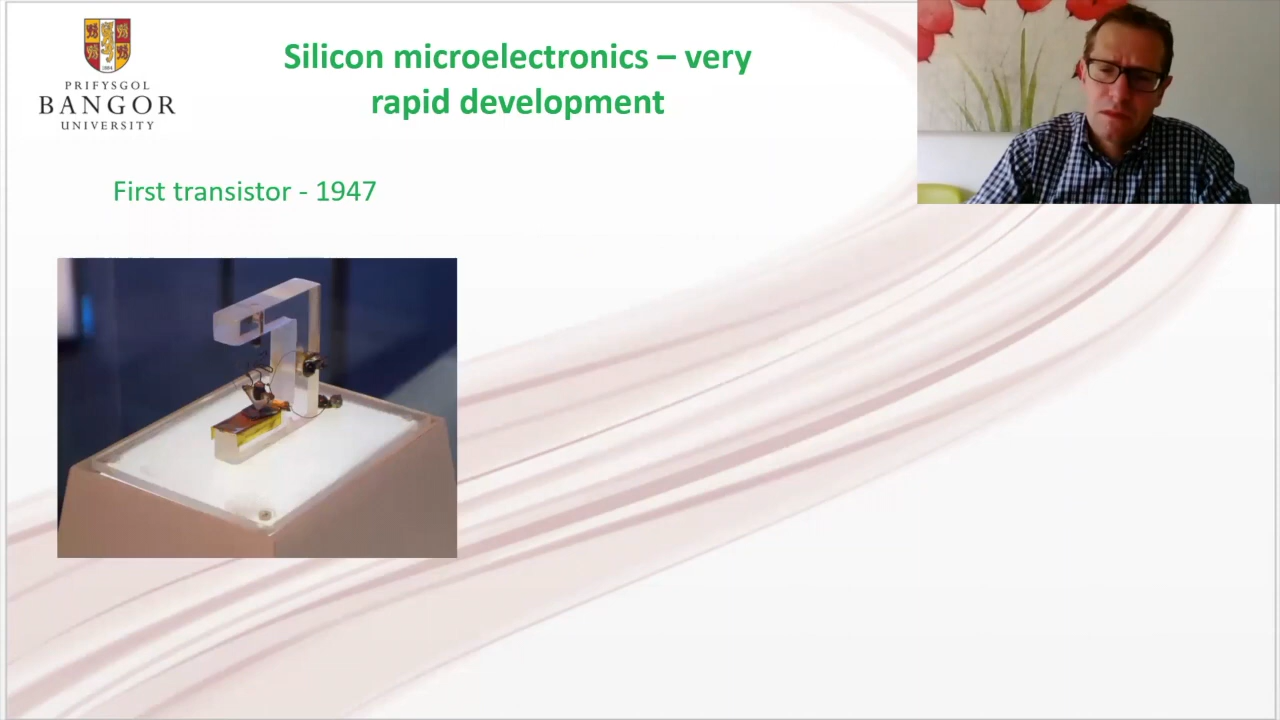 PRIFYSGOL
BANGOR
UNIVERSITY
Silicon microelectronics – very
rapid development
First transistor - 1947